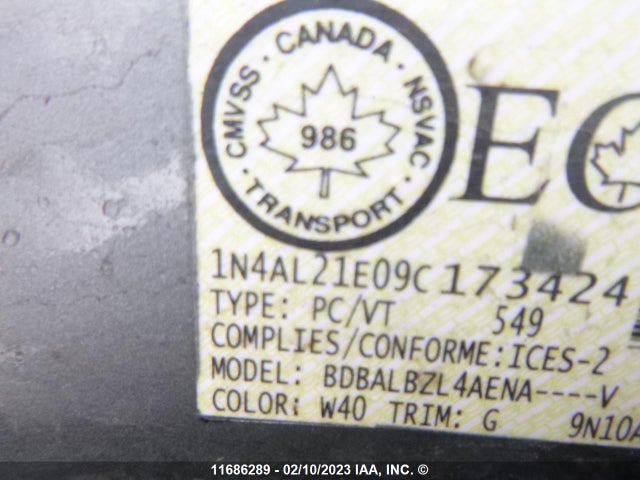 CMVSS · CANADA · NSVAC · TRANSPORT ·
986
EC
1N4AL21E09C173424
TYPE: PC/VT 549
COMPLIES/CONFORME:ICES-2
MODEL: BDBALBZL4AENA----V
COLOR: W40 TRIM: G 9N10A
11686289 - 02/10/2023 IAA, INC. ©